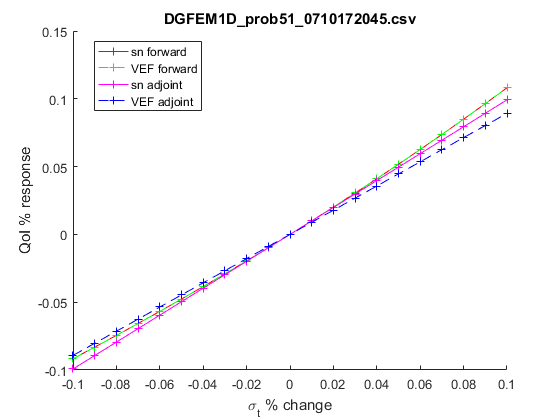 DGFEM1D_prob51_0710172045.csv
0.15
sn forward
VEF forward
sn adjoint
VEF adjoint
0.1
0.05
0
-0.05
-0.1
QoI % response
-0.1 -0.08 -0.06 -0.04 -0.02 0 0.02 0.04 0.06 0.08 0.1
σt % change